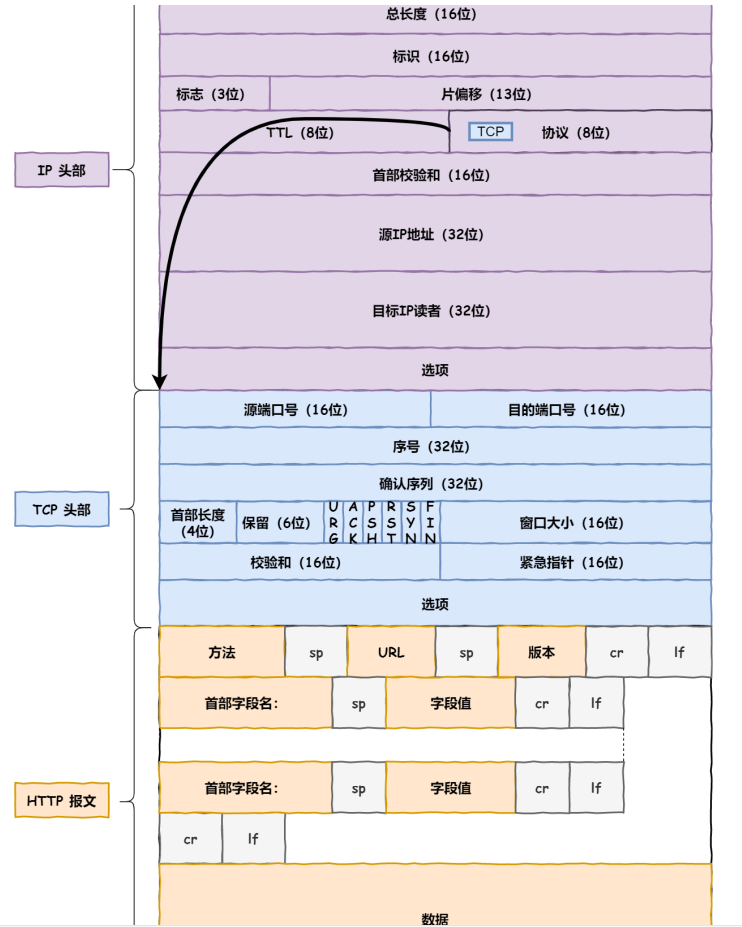 总长度 (16位)
标识 (16位)
标志 (3位) 片偏移 (13位)
TTL (8位) TCP 协议 (8位)
IP 头部
首部校验和 (16位)
源IP地址 (32位)
目标IP读者 (32位)
选项
源端口号 (16位) 目的端口号 (16位)
序号 (32位)
确认序列 (32位)
TCP 头部
首部长度 (4位) 保留 (6位) URG ACK PSH RST SYN FIN 窗口大小 (16位)
校验和 (16位) 紧急指针 (16位)
选项
方法 sp URL sp 版本 cr lf
首部字段名: sp 字段值 cr lf
HTTP 报文
首部字段名: sp 字段值 cr lf
cr lf
数据